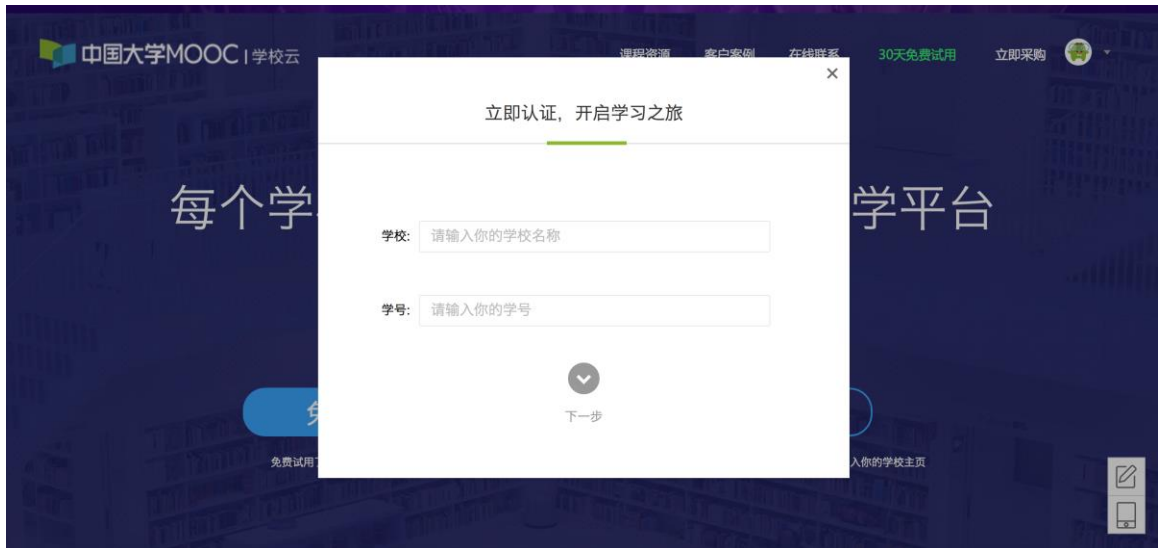 中国大学MOOC | 学校云
课程资源 客户案例 在线联系 30天免费试用 立即采购
×
立即认证，开启学习之旅
每个学 学平台
学校: 请输入你的学校名称
学号: 请输入你的学号
下一步
免费试用 入你的学校主页